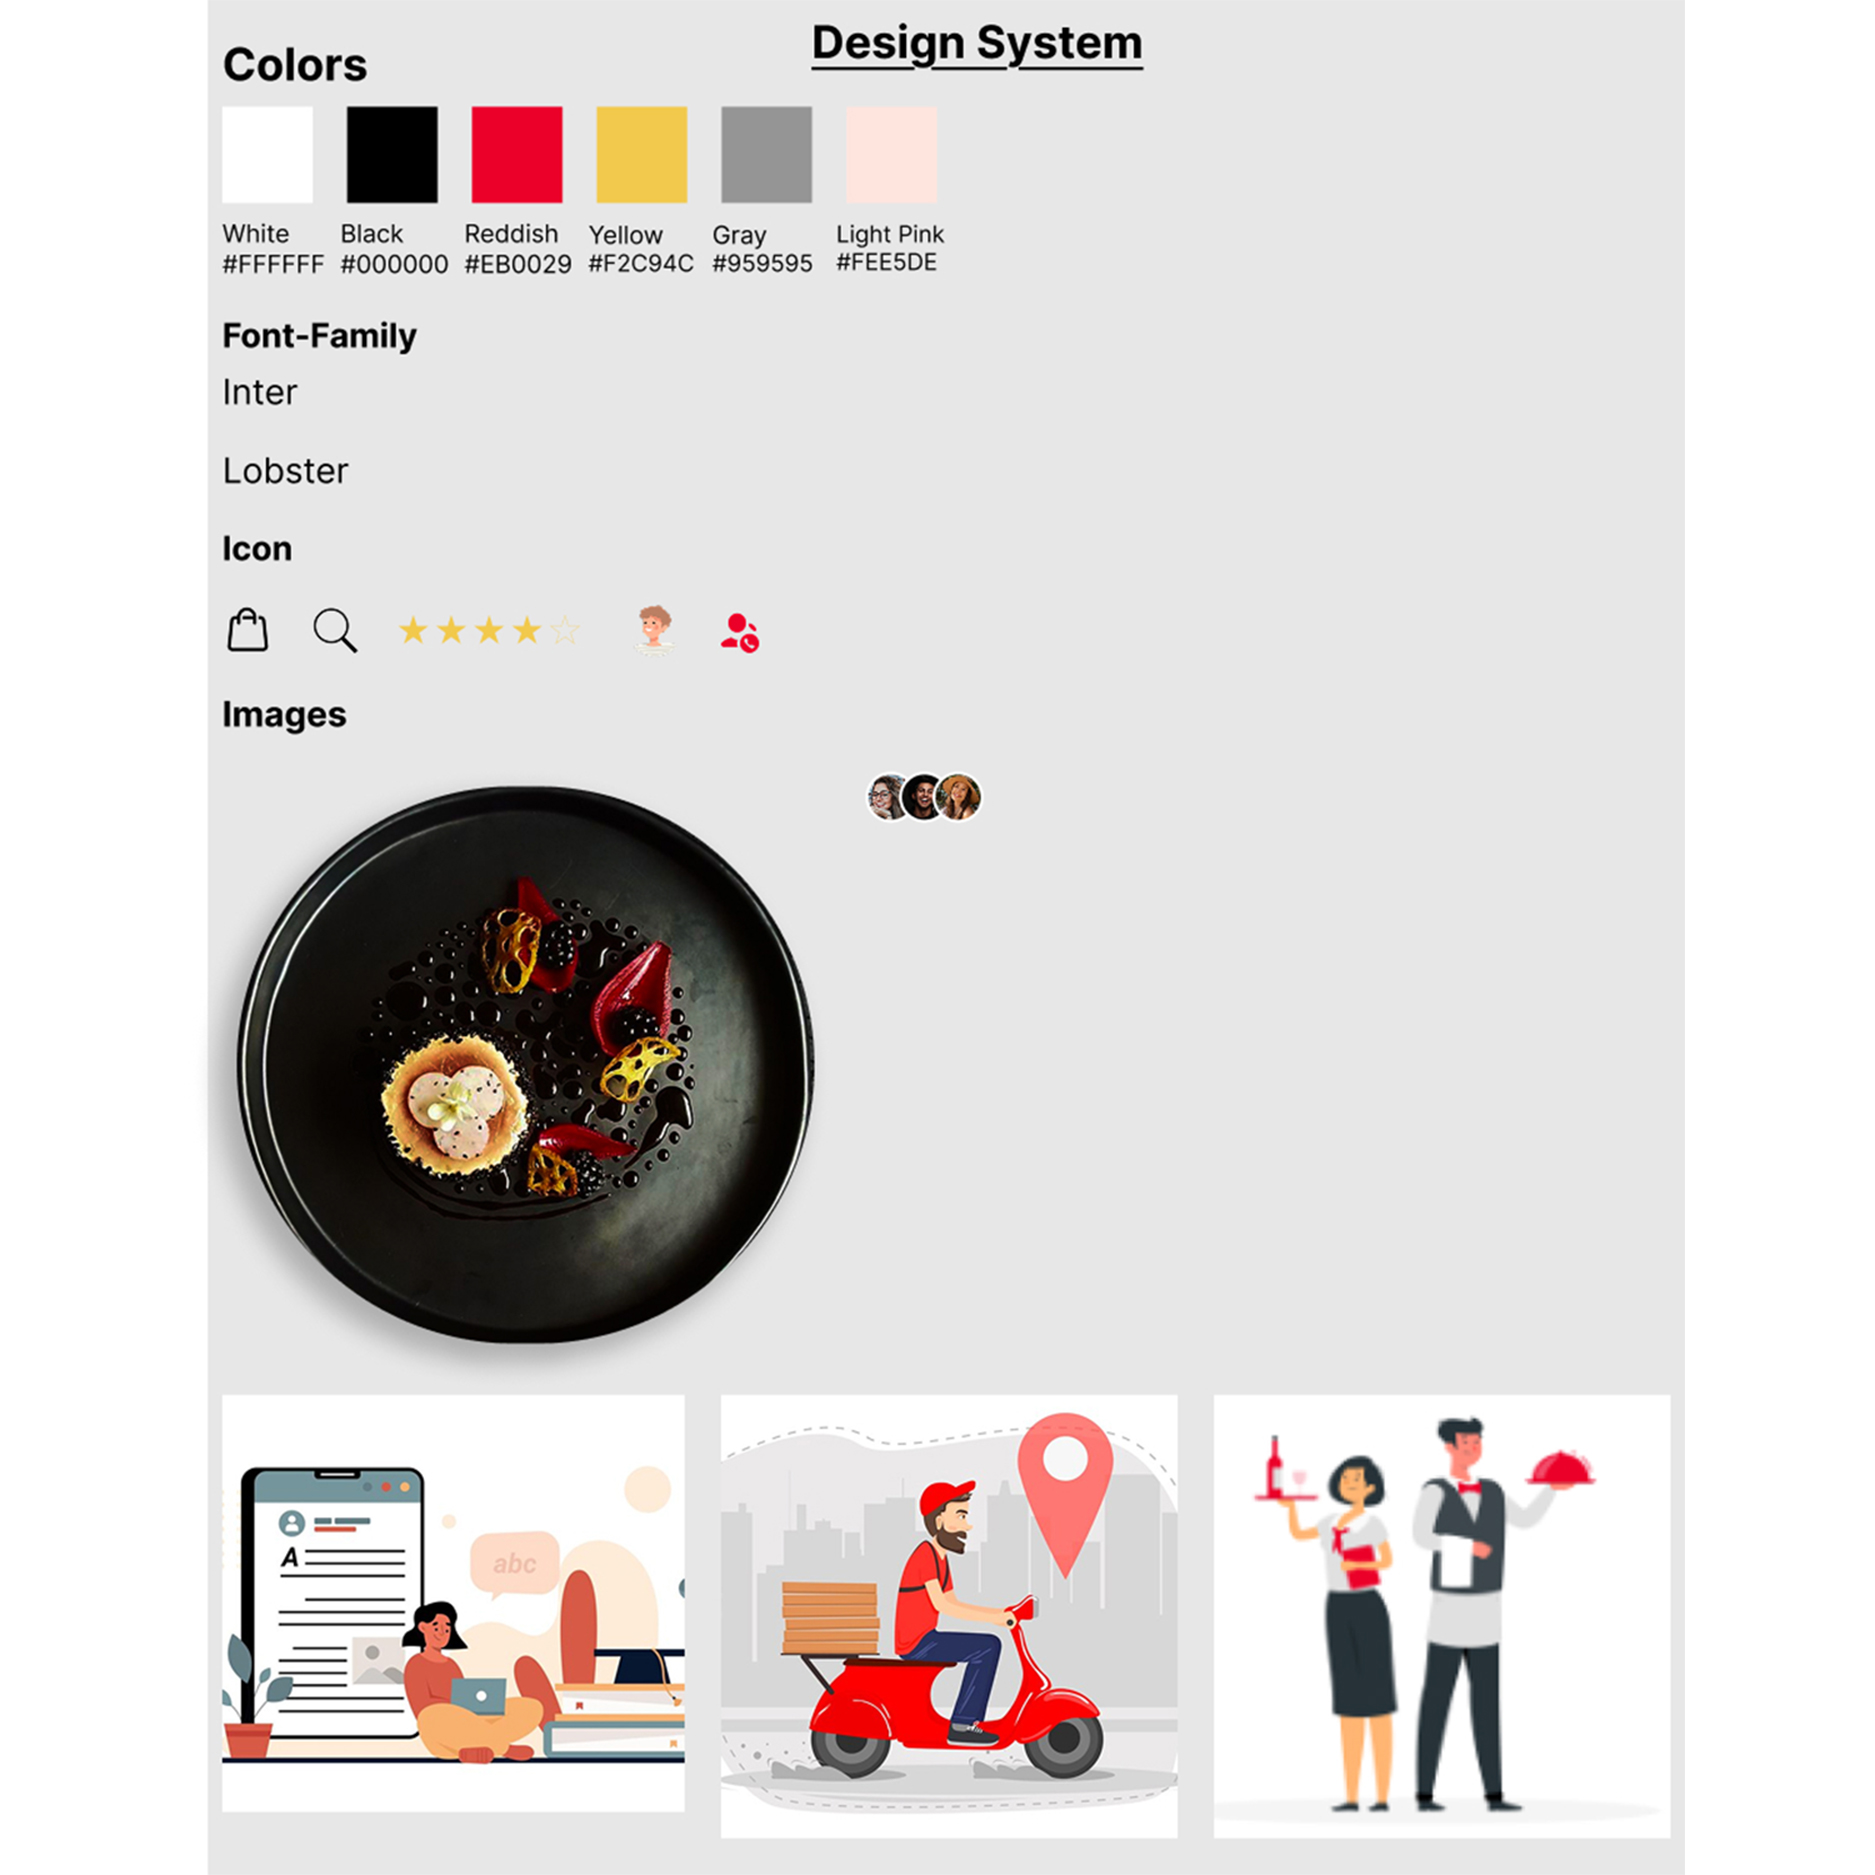 Design System
Colors
White
#FFFFFF
Black
#000000
Reddish
#EB0029
Yellow
#F2C94C
Gray
#959595
Light Pink
#FEE5DE
Font-Family
Inter
Lobster
Icon
Images
A
abc